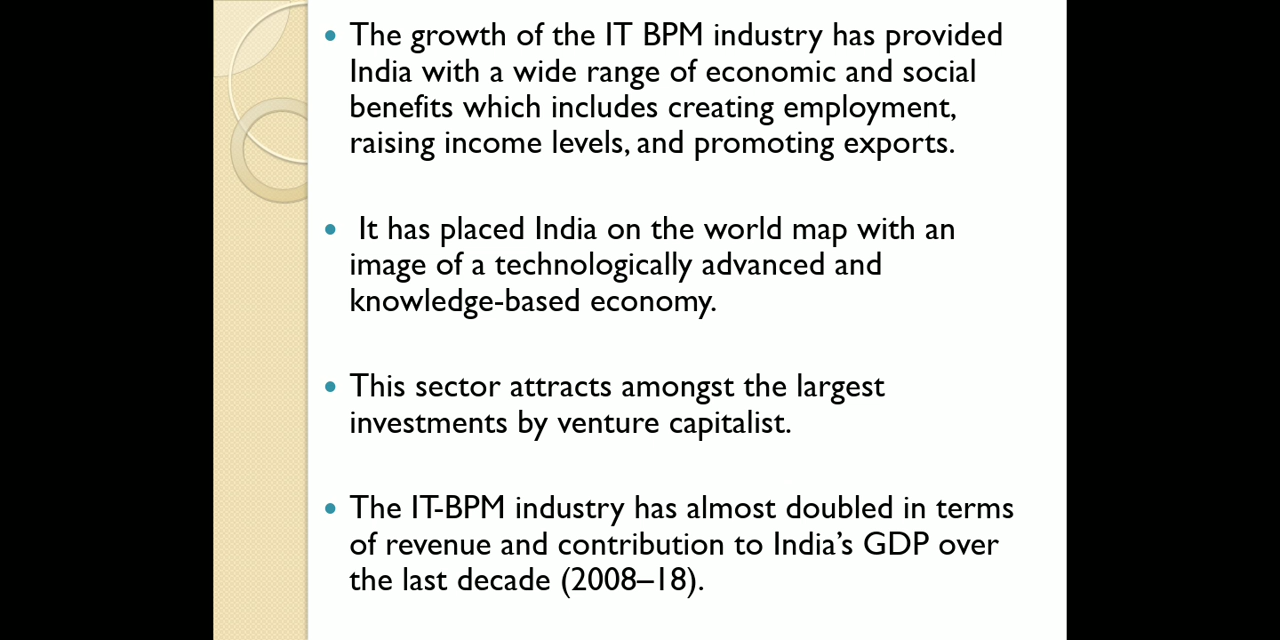 • The growth of the IT BPM industry has provided
India with a wide range of economic and social
benefits which includes creating employment,
raising income levels, and promoting exports.
• It has placed India on the world map with an
image of a technologically advanced and
knowledge-based economy.
• This sector attracts amongst the largest
investments by venture capitalist.
• The IT-BPM industry has almost doubled in terms
of revenue and contribution to India’s GDP over
the last decade (2008–18).